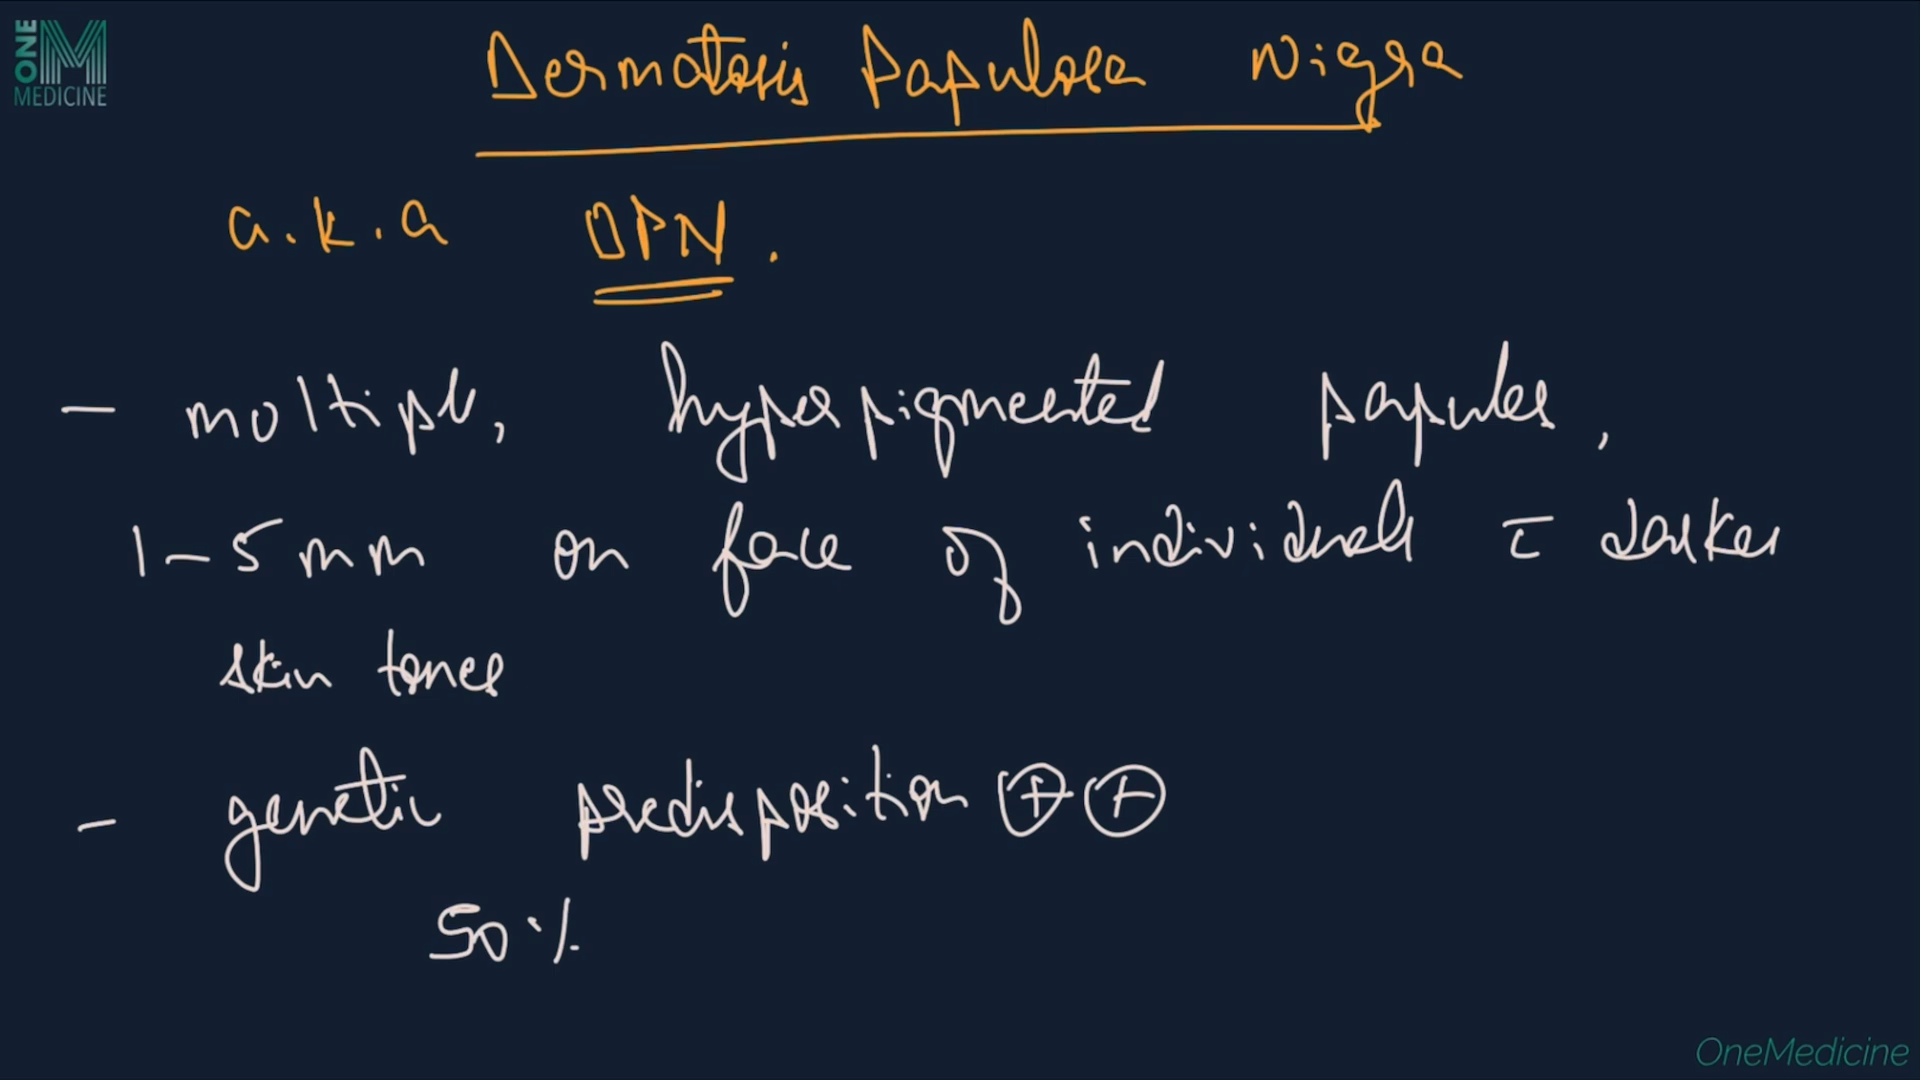 ONE M MEDICINE
Dermatosis Papulosa Nigra
a.k.a DPN.
- multiple, hyperpigmented papules,
1-5mm on face of individuals c̄ darker
skin tones
- genetic predisposition ⊕⊕
50%
OneMedicine